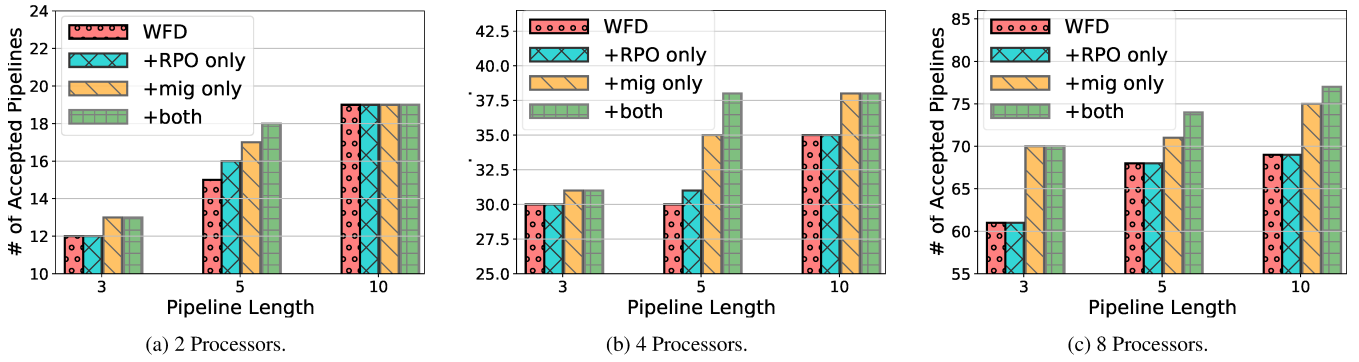 # of Accepted Pipelines
24
22
20
18
16
14
12
10
WFD
+RPO only
+mig only
+both
3
5
10
Pipeline Length
(a) 2 Processors.
42.5
40.0
37.5
35.0
32.5
30.0
27.5
25.0
WFD
+RPO only
+mig only
+both
3
5
10
Pipeline Length
(b) 4 Processors.
# of Accepted Pipelines
85
80
75
70
65
60
55
WFD
+RPO only
+mig only
+both
3
5
10
Pipeline Length
(c) 8 Processors.